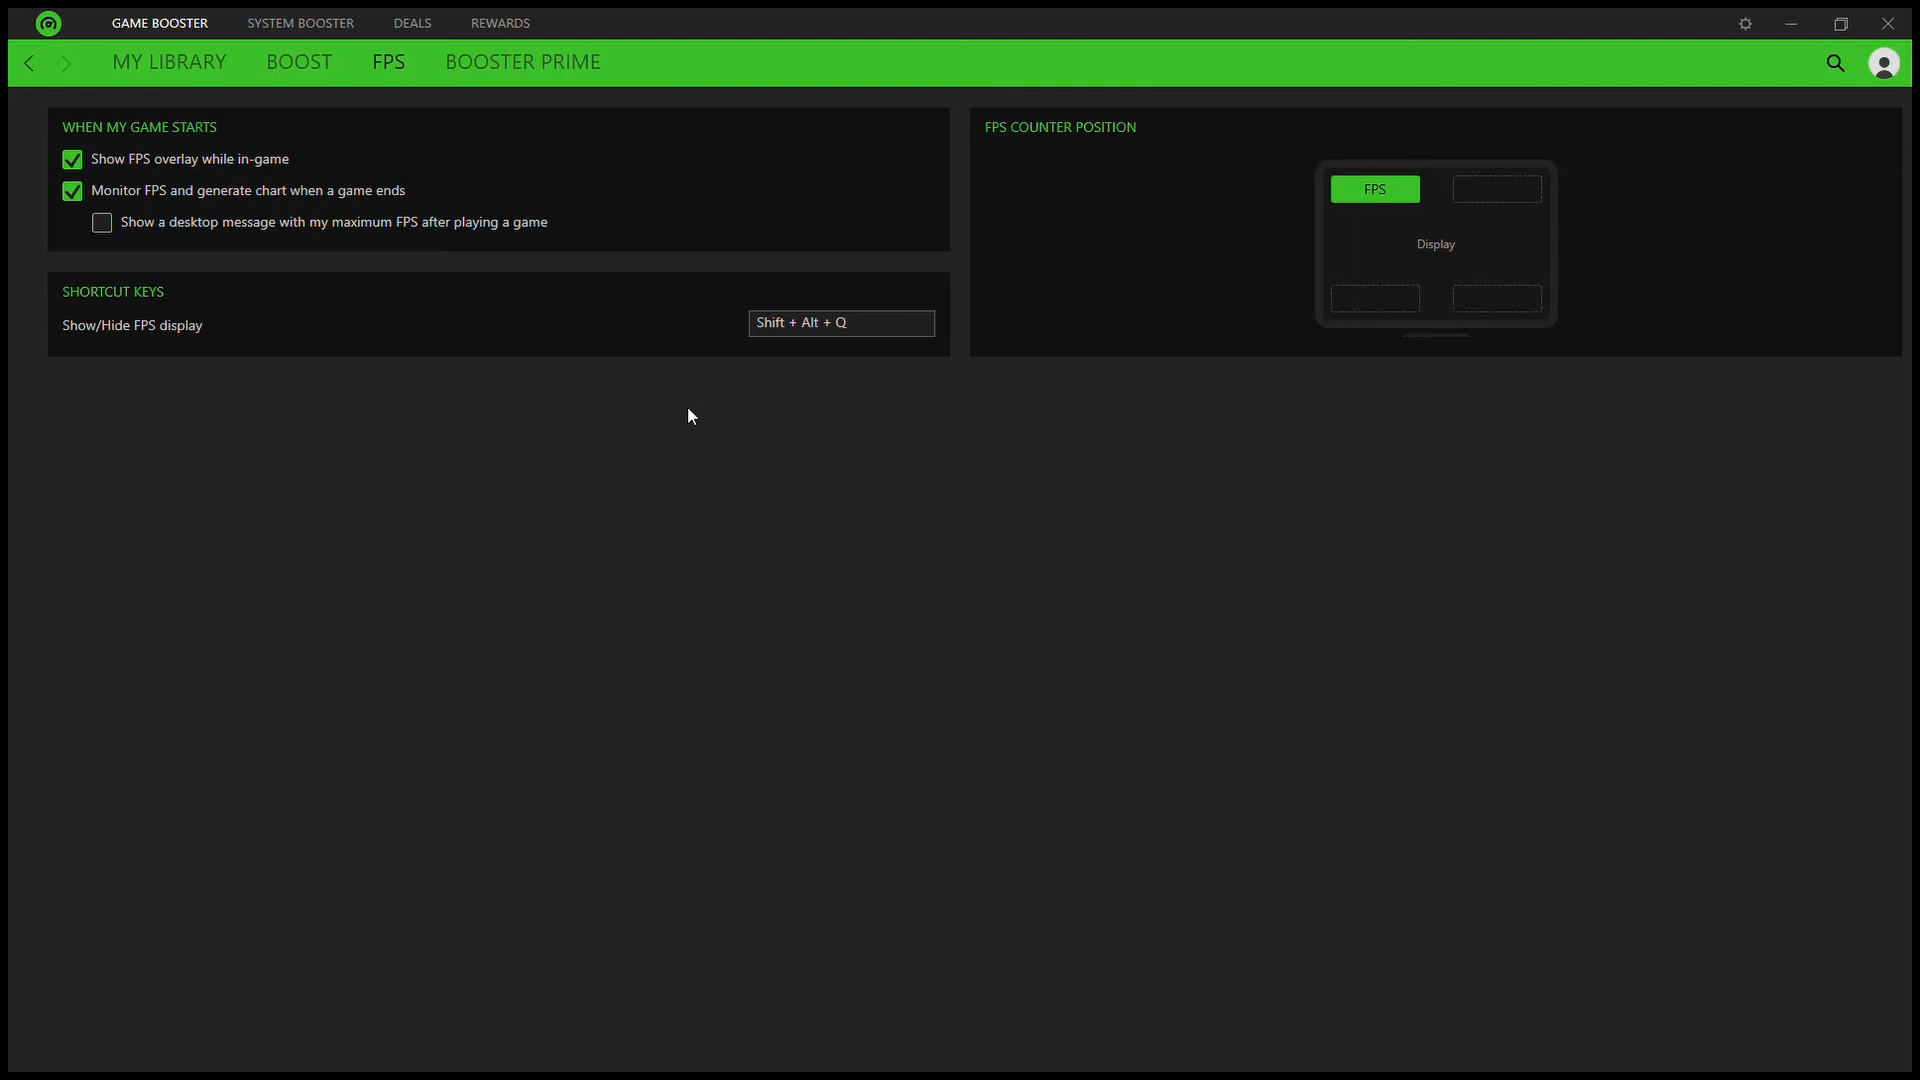 GAME BOOSTER SYSTEM BOOSTER DEALS REWARDS
MY LIBRARY BOOST FPS BOOSTER PRIME
WHEN MY GAME STARTS
Show FPS overlay while in-game
Monitor FPS and generate chart when a game ends
Show a desktop message with my maximum FPS after playing a game
SHORTCUT KEYS
Show/Hide FPS display Shift + Alt + Q
FPS COUNTER POSITION
FPS
Display